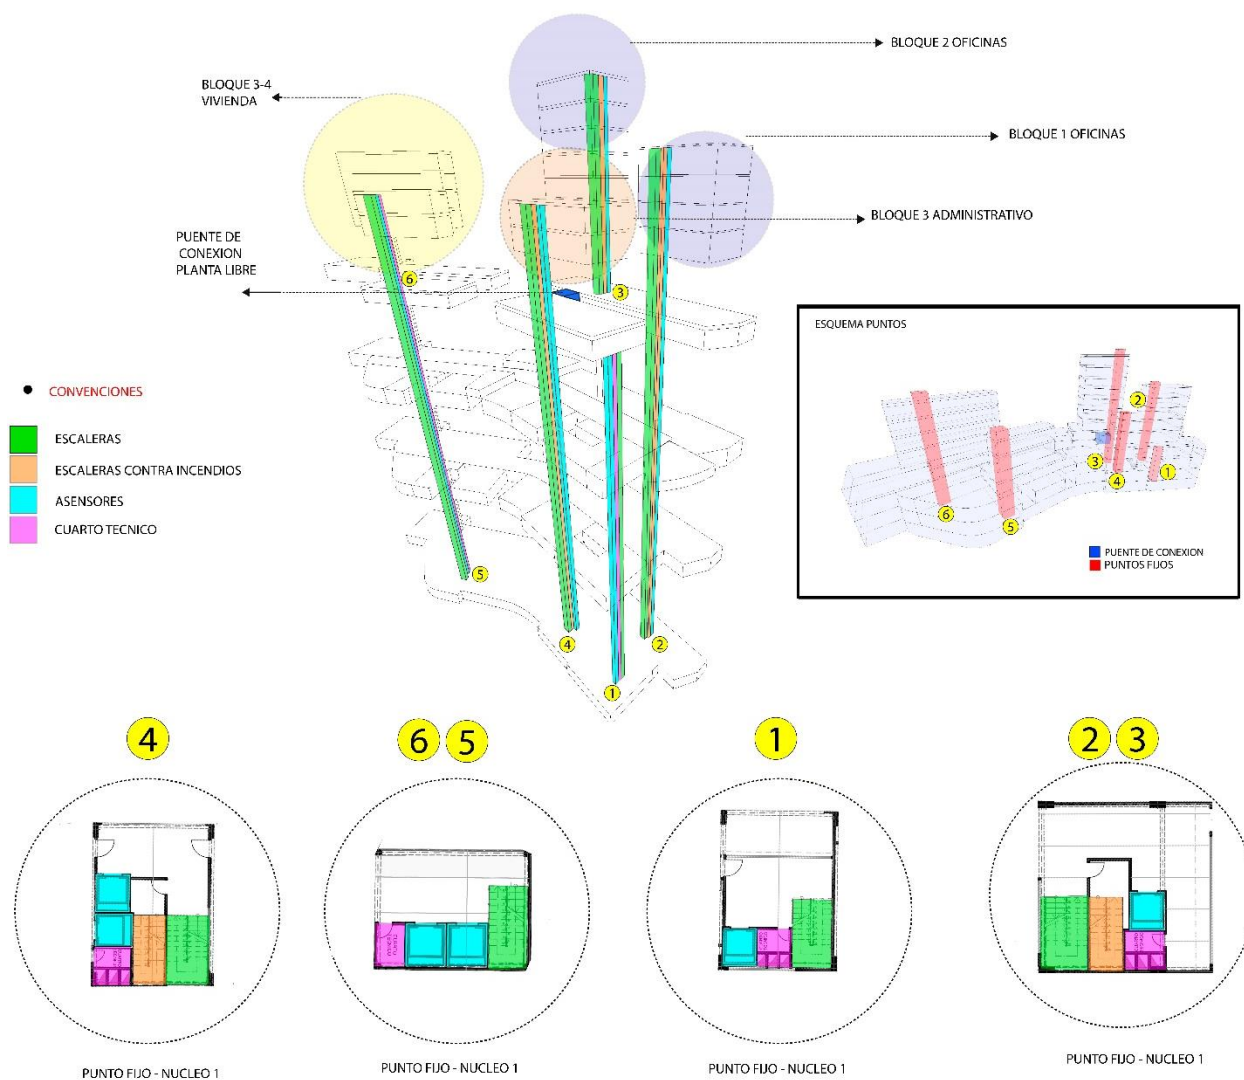 BLOQUE 2 OFICINAS
BLOQUE 3-4
VIVIENDA
BLOQUE 1 OFICINAS
BLOQUE 3 ADMINISTRATIVO
PUENTE DE
CONEXION
PLANTA LIBRE
6
3
5
4
2
1
CONVENCIONES
ESCALERAS
ESCALERAS CONTRA INCENDIOS
ASENSORES
CUARTO TECNICO
ESQUEMA PUNTOS
2
3
4
1
6
5
PUENTE DE CONEXION
PUNTOS FIJOS
4
6 5
1
2 3
PUNTO FIJO - NUCLEO 1
PUNTO FIJO - NUCLEO 1
PUNTO FIJO - NUCLEO 1
PUNTO FIJO - NUCLEO 1